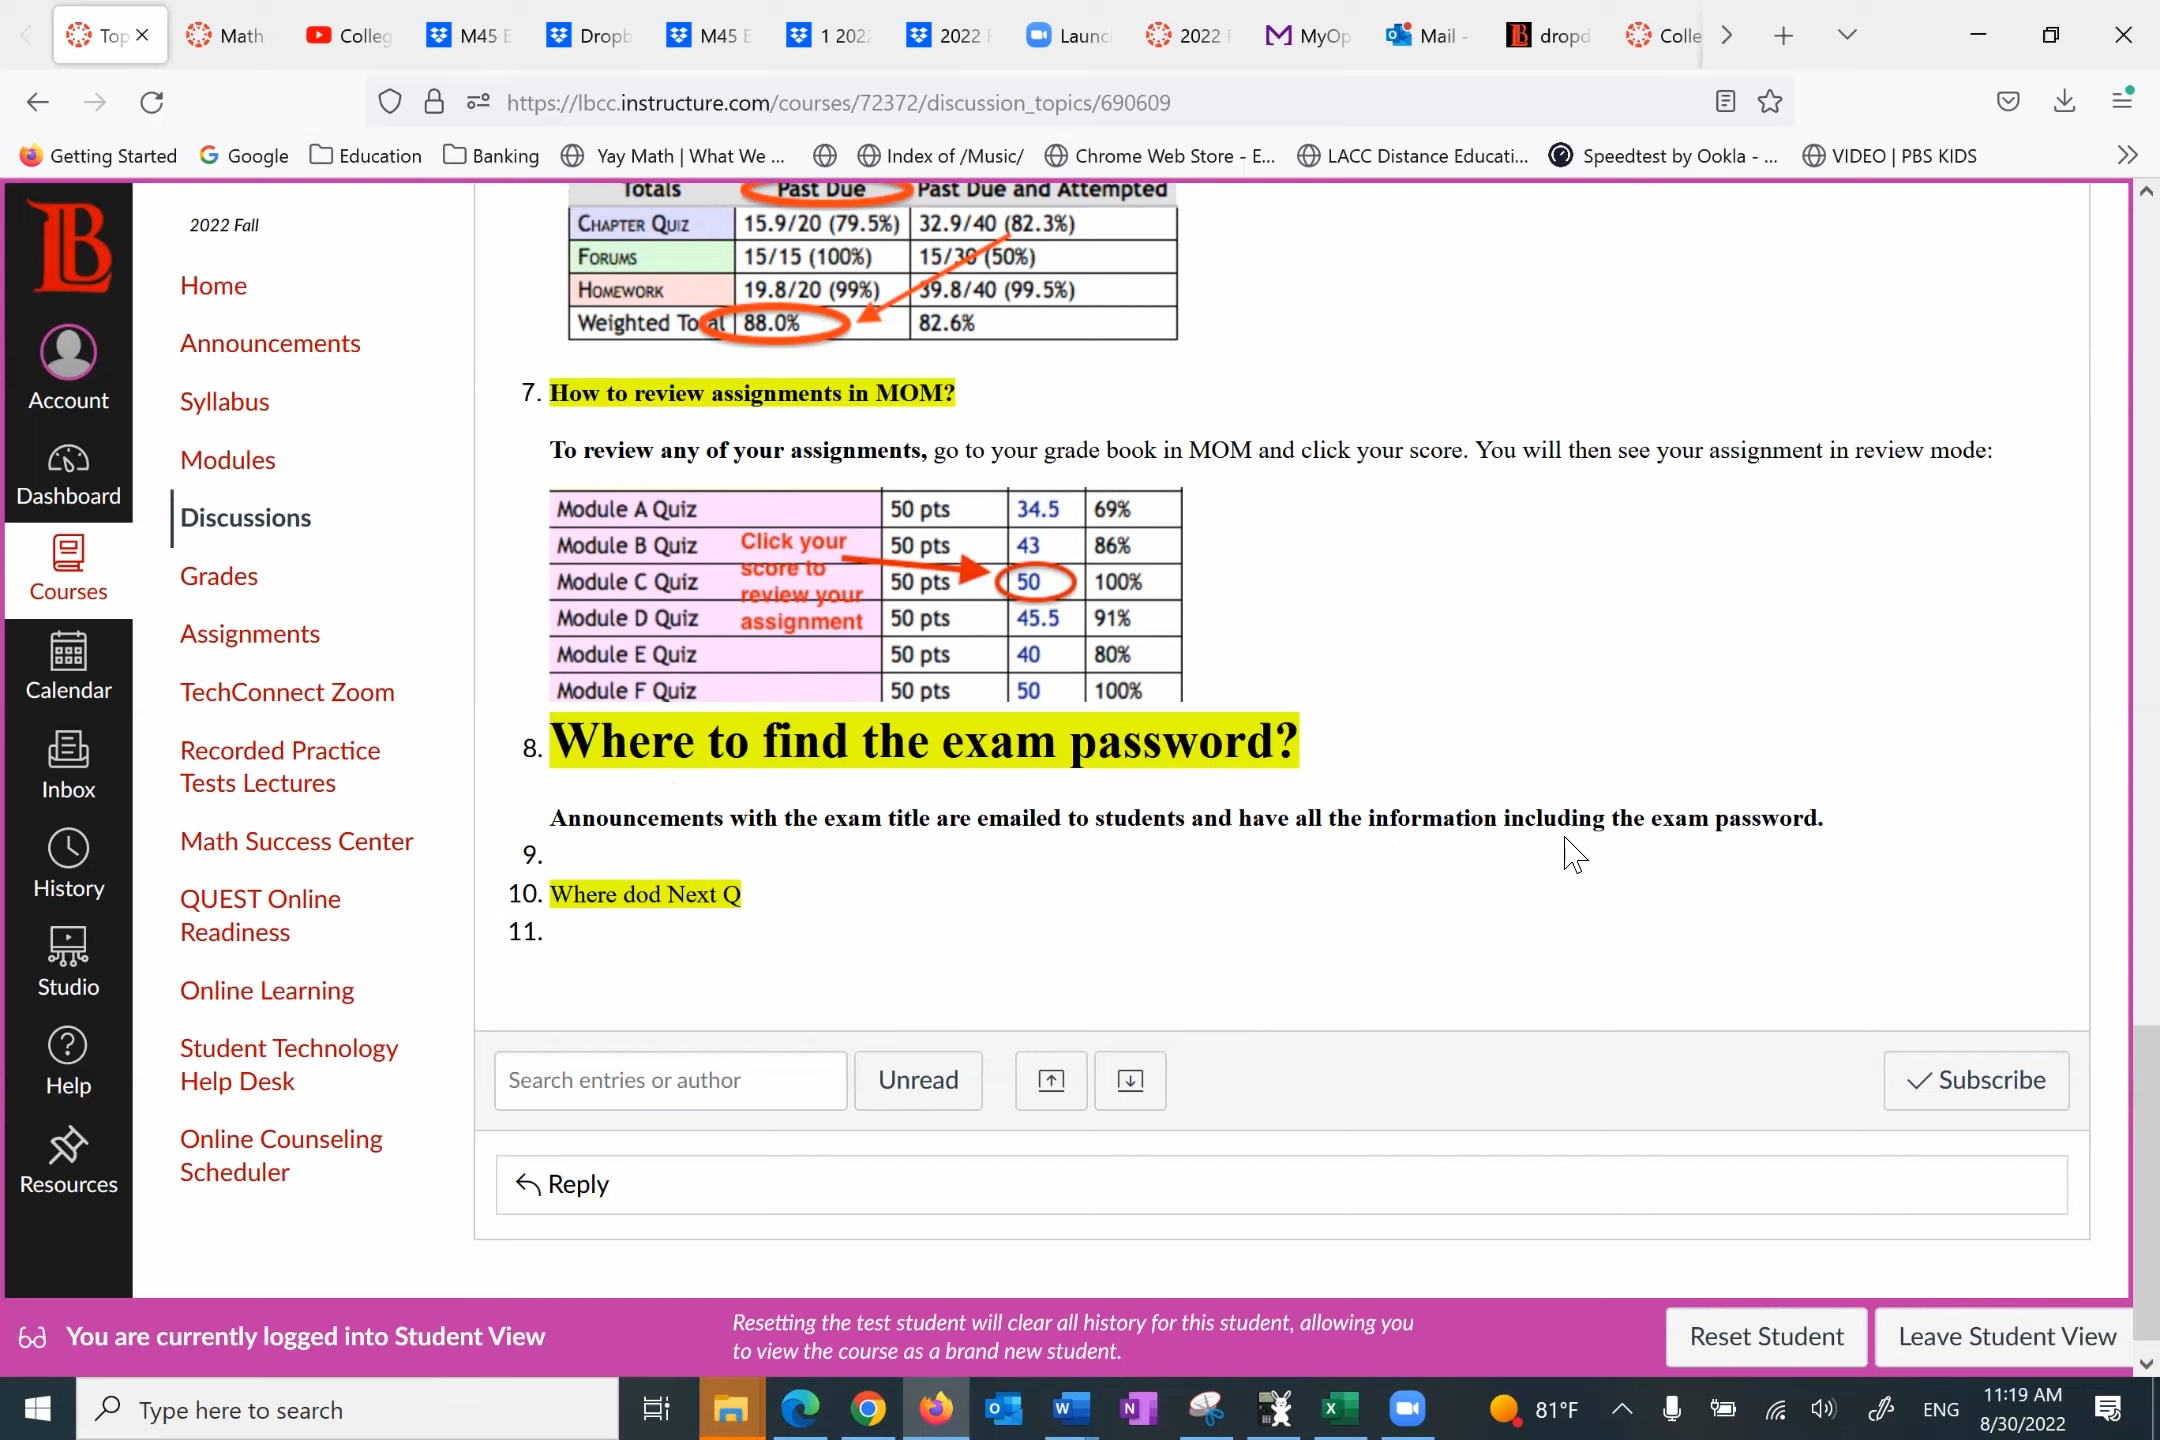 Top
Math
Colleg
M45 E
Dropb
M45 E
1 202
2022 F
Launc
2022 F
MyOp
Mail -
dropd
Colle
https://lbcc.instructure.com/courses/72372/discussion_topics/690609
Getting Started
Google
Education
Banking
Yay Math | What We ...
Index of /Music/
Chrome Web Store - E...
LACC Distance Educati...
Speedtest by Ookla - ...
VIDEO | PBS KIDS
LB
Account
Dashboard
Courses
Calendar
Inbox
History
Studio
Help
Resources
2022 Fall
Home
Announcements
Syllabus
Modules
Discussions
Grades
Assignments
TechConnect Zoom
Recorded Practice
Tests Lectures
Math Success Center
QUEST Online
Readiness
Online Learning
Student Technology
Help Desk
Online Counseling
Scheduler
Totals Past Due Past Due and Attempted
CHAPTER QUIZ 15.9/20 (79.5%) 32.9/40 (82.3%)
FORUMS 15/15 (100%) 15/30 (50%)
HOMEWORK 19.8/20 (99%) 39.8/40 (99.5%)
Weighted Total 88.0% 82.6%
7. How to review assignments in MOM?
To review any of your assignments, go to your grade book in MOM and click your score. You will then see your assignment in review mode:
Module A Quiz 50 pts 34.5 69%
Module B Quiz 50 pts 43 86%
Module C Quiz 50 pts 50 100%
Module D Quiz 50 pts 45.5 91%
Module E Quiz 50 pts 40 80%
Module F Quiz 50 pts 50 100%
Click your
score to
review your
assignment
8. Where to find the exam password?
Announcements with the exam title are emailed to students and have all the information including the exam password.
9.
10. Where dod Next Q
11.
Search entries or author
Unread
Subscribe
Reply
You are currently logged into Student View
Resetting the test student will clear all history for this student, allowing you
to view the course as a brand new student.
Reset Student
Leave Student View
Type here to search
81°F
ENG
11:19 AM
8/30/2022